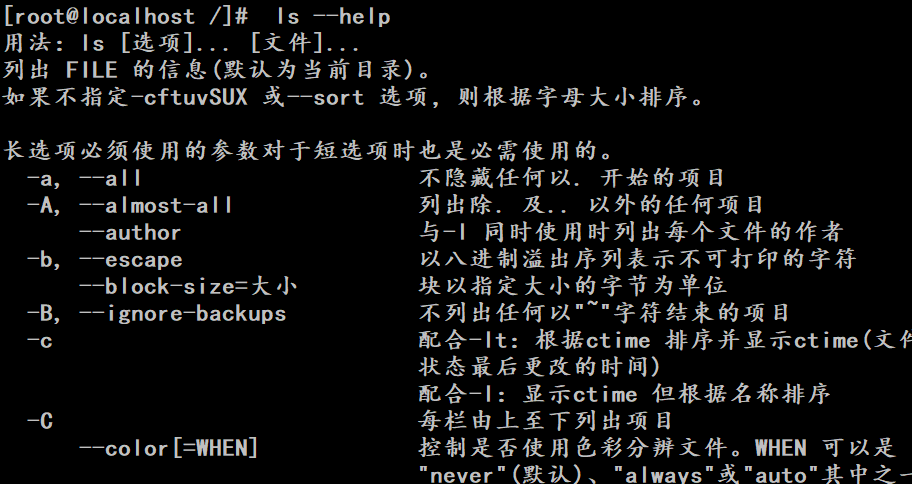 [root@localhost /]#  ls --help
用法：ls [选项]... [文件]...
列出 FILE 的信息(默认为当前目录)。
如果不指定-cftuvSUX 或--sort 选项，则根据字母大小排序。
长选项必须使用的参数对于短选项时也是必需使用的。
-a, --all 不隐藏任何以. 开始的项目
-A, --almost-all 列出除. 及.. 以外的任何项目
--author 与-l 同时使用时列出每个文件的作者
-b, --escape 以八进制溢出序列表示不可打印的字符
--block-size=大小 块以指定大小的字节为单位
-B, --ignore-backups 不列出任何以"~"字符结束的项目
-c 配合-lt：根据ctime 排序并显示ctime(文件
状态最后更改的时间)
配合-l：显示ctime 但根据名称排序
-C 每栏由上至下列出项目
--color[=WHEN] 控制是否使用色彩分辨文件。WHEN 可以是
"never"(默认)、"always"或"auto"其中之一